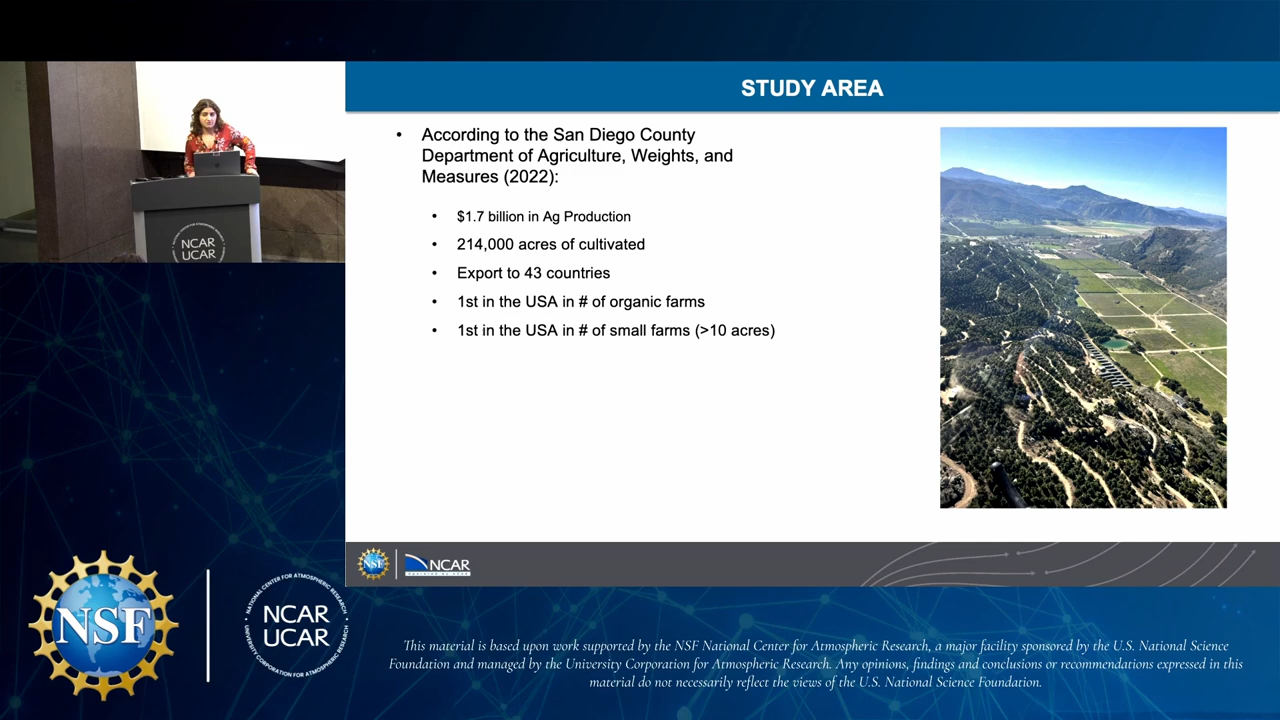 STUDY AREA
• According to the San Diego County
Department of Agriculture, Weights, and
Measures (2022):
• $1.7 billion in Ag Production
• 214,000 acres of cultivated
• Export to 43 countries
• 1st in the USA in # of organic farms
• 1st in the USA in # of small farms (>10 acres)
NCAR
UCAR
NSF
NCAR
NSF
NATIONAL CENTER FOR ATMOSPHERIC RESEARCH
NCAR
UCAR
UNIVERSITY CORPORATION FOR ATMOSPHERIC RESEARCH
This material is based upon work supported by the NSF National Center for Atmospheric Research, a major facility sponsored by the U.S. National Science
Foundation and managed by the University Corporation for Atmospheric Research. Any opinions, findings and conclusions or recommendations expressed in this
material do not necessarily reflect the views of the U.S. National Science Foundation.